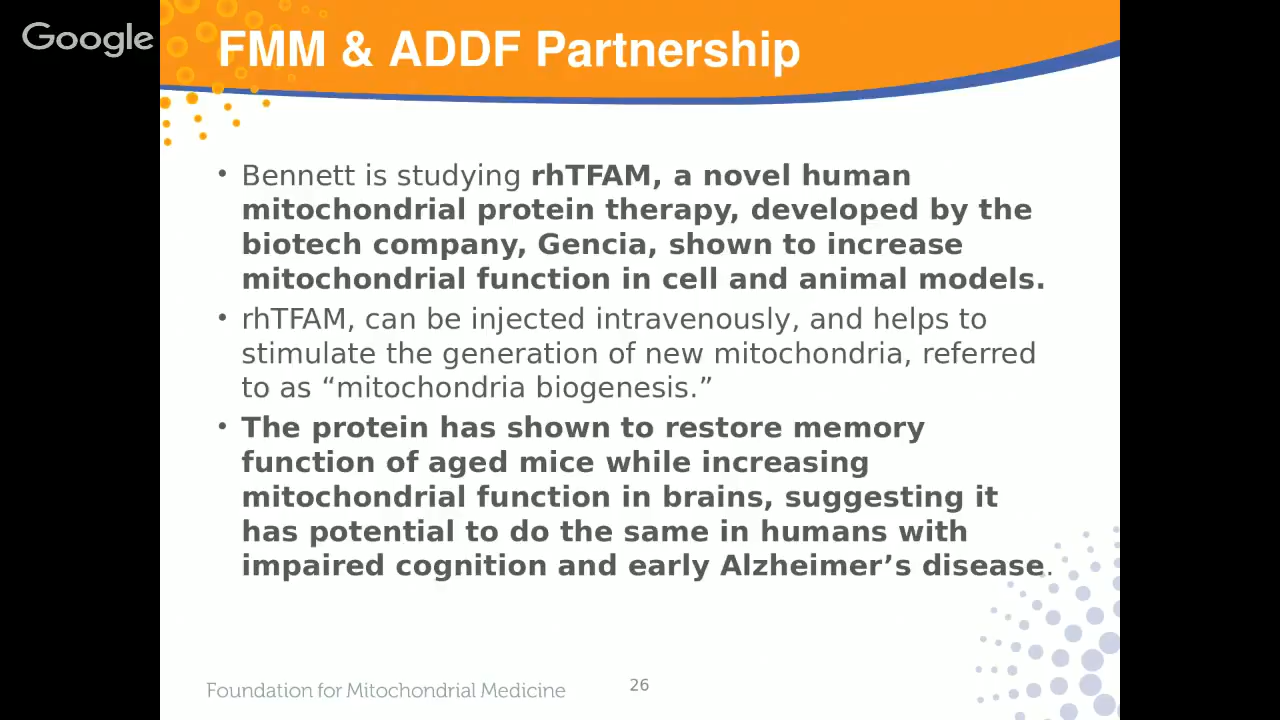 Google
FMM & ADDF Partnership
• Bennett is studying rhTFAM, a novel human
mitochondrial protein therapy, developed by the
biotech company, Gencia, shown to increase
mitochondrial function in cell and animal models.
• rhTFAM, can be injected intravenously, and helps to
stimulate the generation of new mitochondria, referred
to as “mitochondria biogenesis.”
• The protein has shown to restore memory
function of aged mice while increasing
mitochondrial function in brains, suggesting it
has potential to do the same in humans with
impaired cognition and early Alzheimer’s disease.
Foundation for Mitochondrial Medicine
26